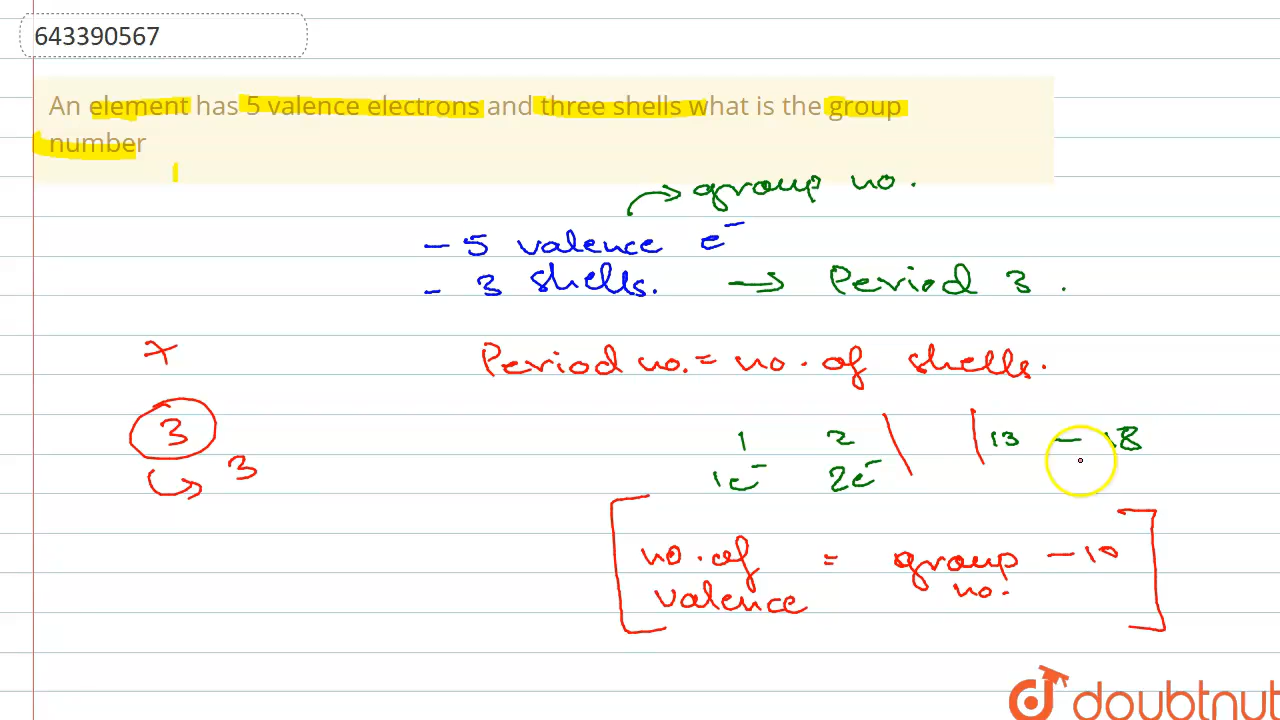 643390567
An element has 5 valence electrons and three shells what is the group
number
group no.
- 5 valence e⁻
- 3 shells. → Period 3.
Period no. = no. of shells.
3
3
1 2 13 - 18
1e⁻ 2e⁻
no. of = group - 10
valence no.
doubtnut